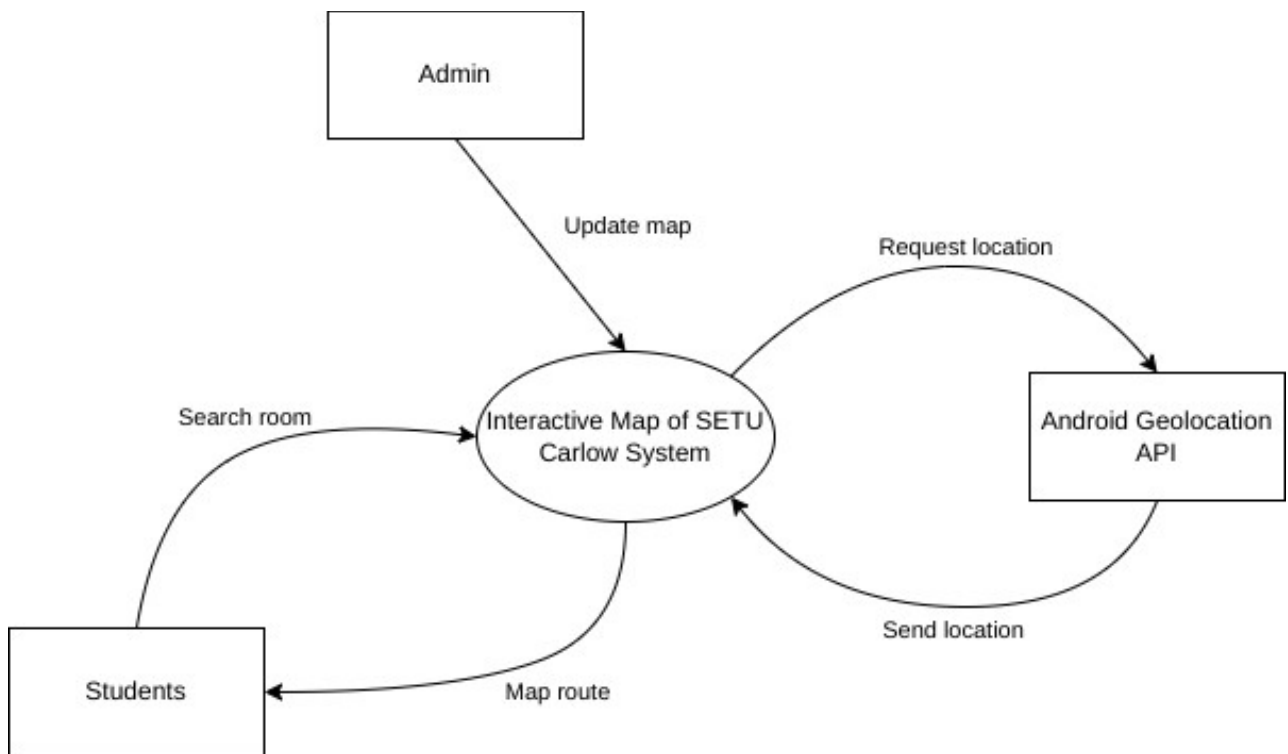 Admin
Update map
Request location
Search room
Interactive Map of SETU
Carlow System
Android Geolocation
API
Send location
Students
Map route